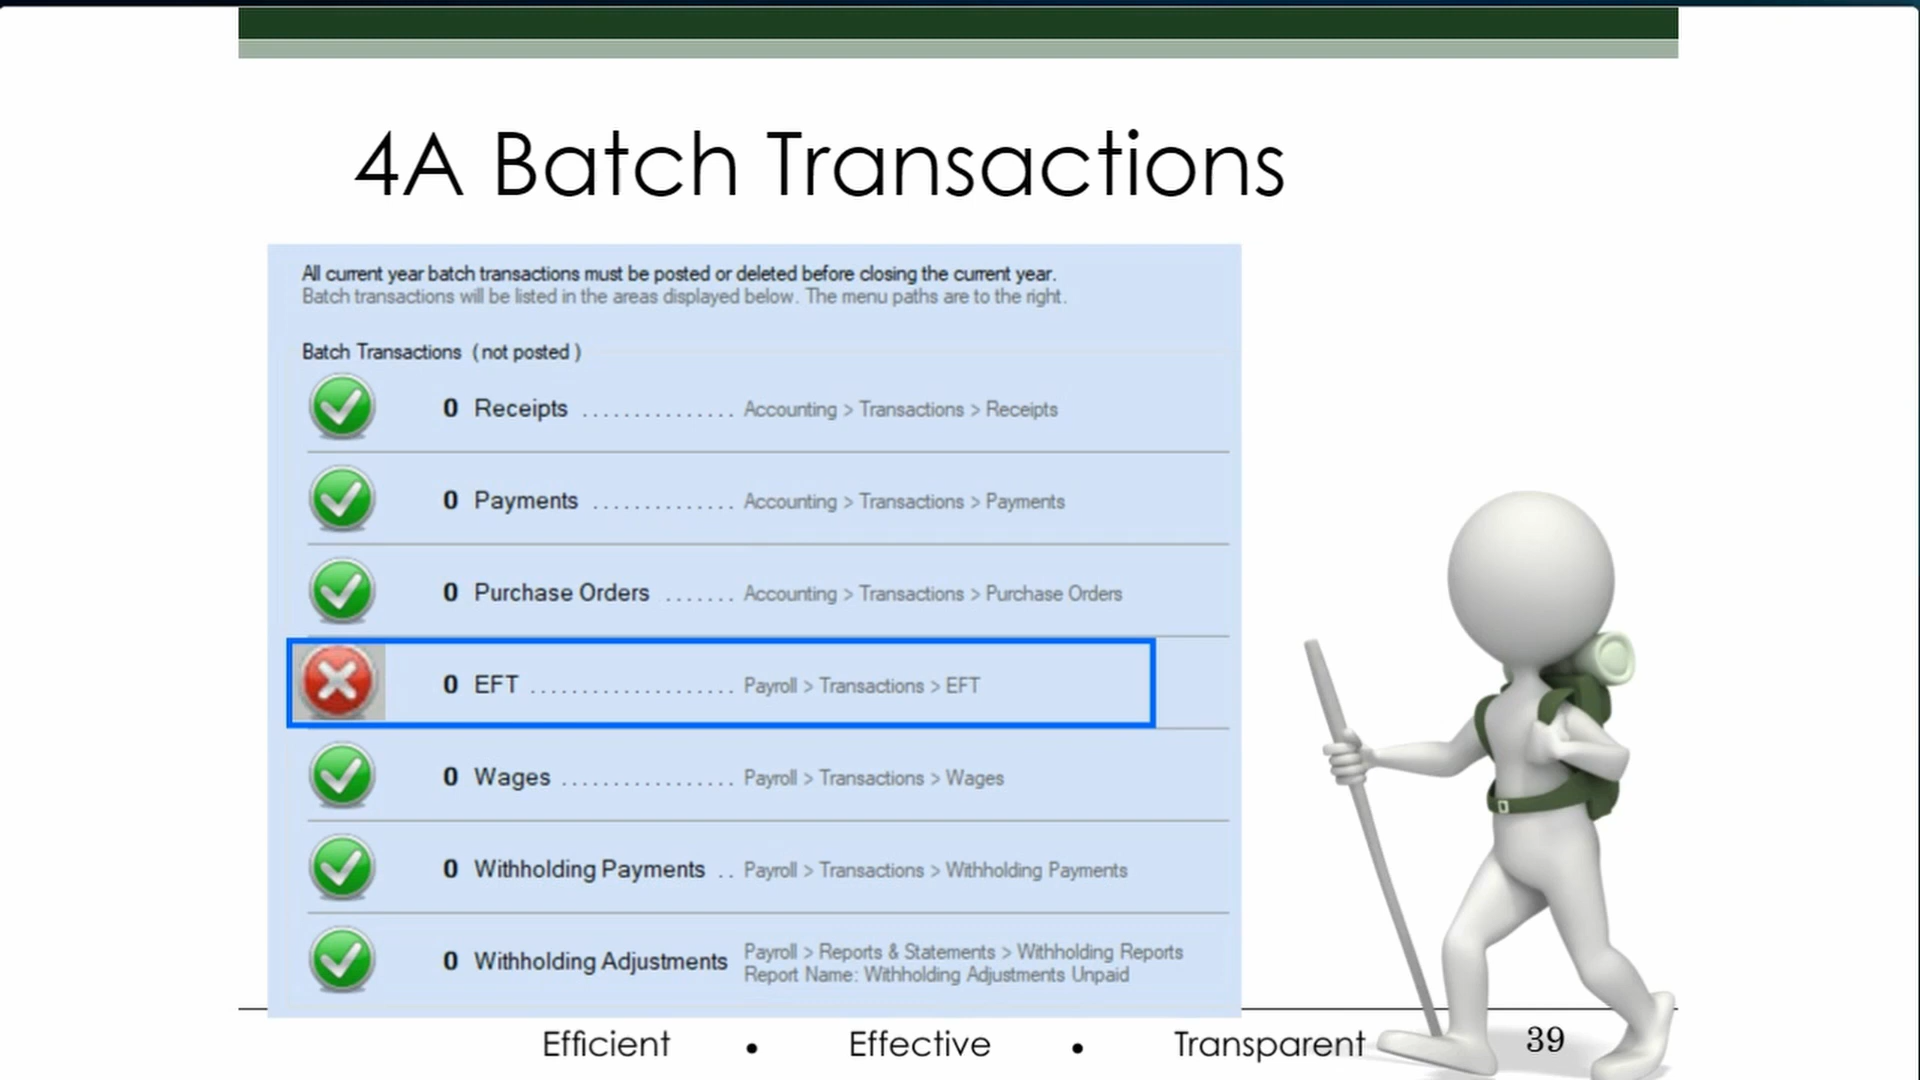 4A Batch Transactions
All current year batch transactions must be posted or deleted before closing the current year.
Batch transactions will be listed in the areas displayed below. The menu paths are to the right.
Batch Transactions ( not posted )
0 Receipts ............... Accounting > Transactions > Receipts
0 Payments .............. Accounting > Transactions > Payments
0 Purchase Orders ....... Accounting > Transactions > Purchase Orders
0 EFT .................... Payroll > Transactions > EFT
0 Wages ................. Payroll > Transactions > Wages
0 Withholding Payments .. Payroll > Transactions > Withholding Payments
0 Withholding Adjustments Payroll > Reports & Statements > Withholding Reports
Report Name: Withholding Adjustments Unpaid
Efficient • Effective • Transparent 39